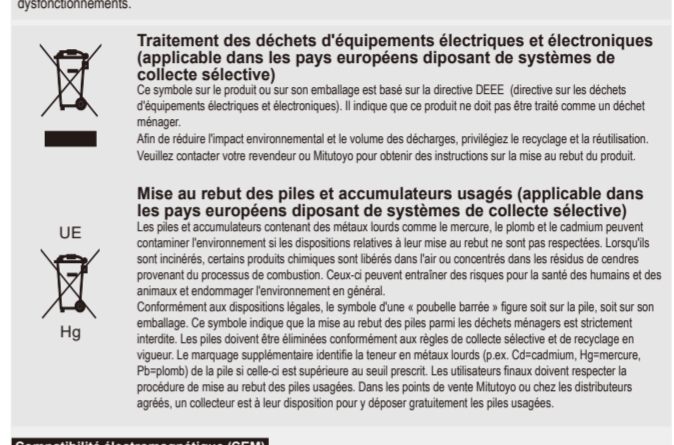 dysfonctionnements.
Traitement des déchets d'équipements électriques et électroniques
(applicable dans les pays européens diposant de systèmes de
collecte sélective)
Ce symbole sur le produit ou sur son emballage est basé sur la directive DEEE (directive sur les déchets
d'équipements électriques et électroniques). Il indique que ce produit ne doit pas être traité comme un déchet
ménager.
Afin de réduire l'impact environnemental et le volume des décharges, privilégiez le recyclage et la réutilisation.
Veuillez contacter votre revendeur ou Mitutoyo pour obtenir des instructions sur la mise au rebut du produit.
Mise au rebut des piles et accumulateurs usagés (applicable dans
les pays européens diposant de systèmes de collecte sélective)
UE
Hg
Les piles et accumulateurs contenant des métaux lourds comme le mercure, le plomb et le cadmium peuvent
contaminer l'environnement si les dispositions relatives à leur mise au rebut ne sont pas respectées. Lorsqu'ils
sont incinérés, certains produits chimiques sont libérés dans l'air ou concentrés dans les résidus de cendres
provenant du processus de combustion. Ceux-ci peuvent entraîner des risques pour la santé des humains et des
animaux et endommager l'environnement en général.
Conformément aux dispositions légales, le symbole d'une « poubelle barrée » figure soit sur la pile, soit sur son
emballage. Ce symbole indique que la mise au rebut des piles parmi les déchets ménagers est strictement
interdite. Les piles doivent être éliminées conformément aux règles de collecte sélective et de recyclage en
vigueur. Le marquage supplémentaire identifie la teneur en métaux lourds (p.ex. Cd=cadmium, Hg=mercure,
Pb=plomb) de la pile si celle-ci est supérieure au seuil prescrit. Les utilisateurs finaux doivent respecter la
procédure de mise au rebut des piles usagées. Dans les points de vente Mitutoyo ou chez les distributeurs
agréés, un collecteur est à leur disposition pour y déposer gratuitement les piles usagées.
Compatibilité électromagnétique (CEM)